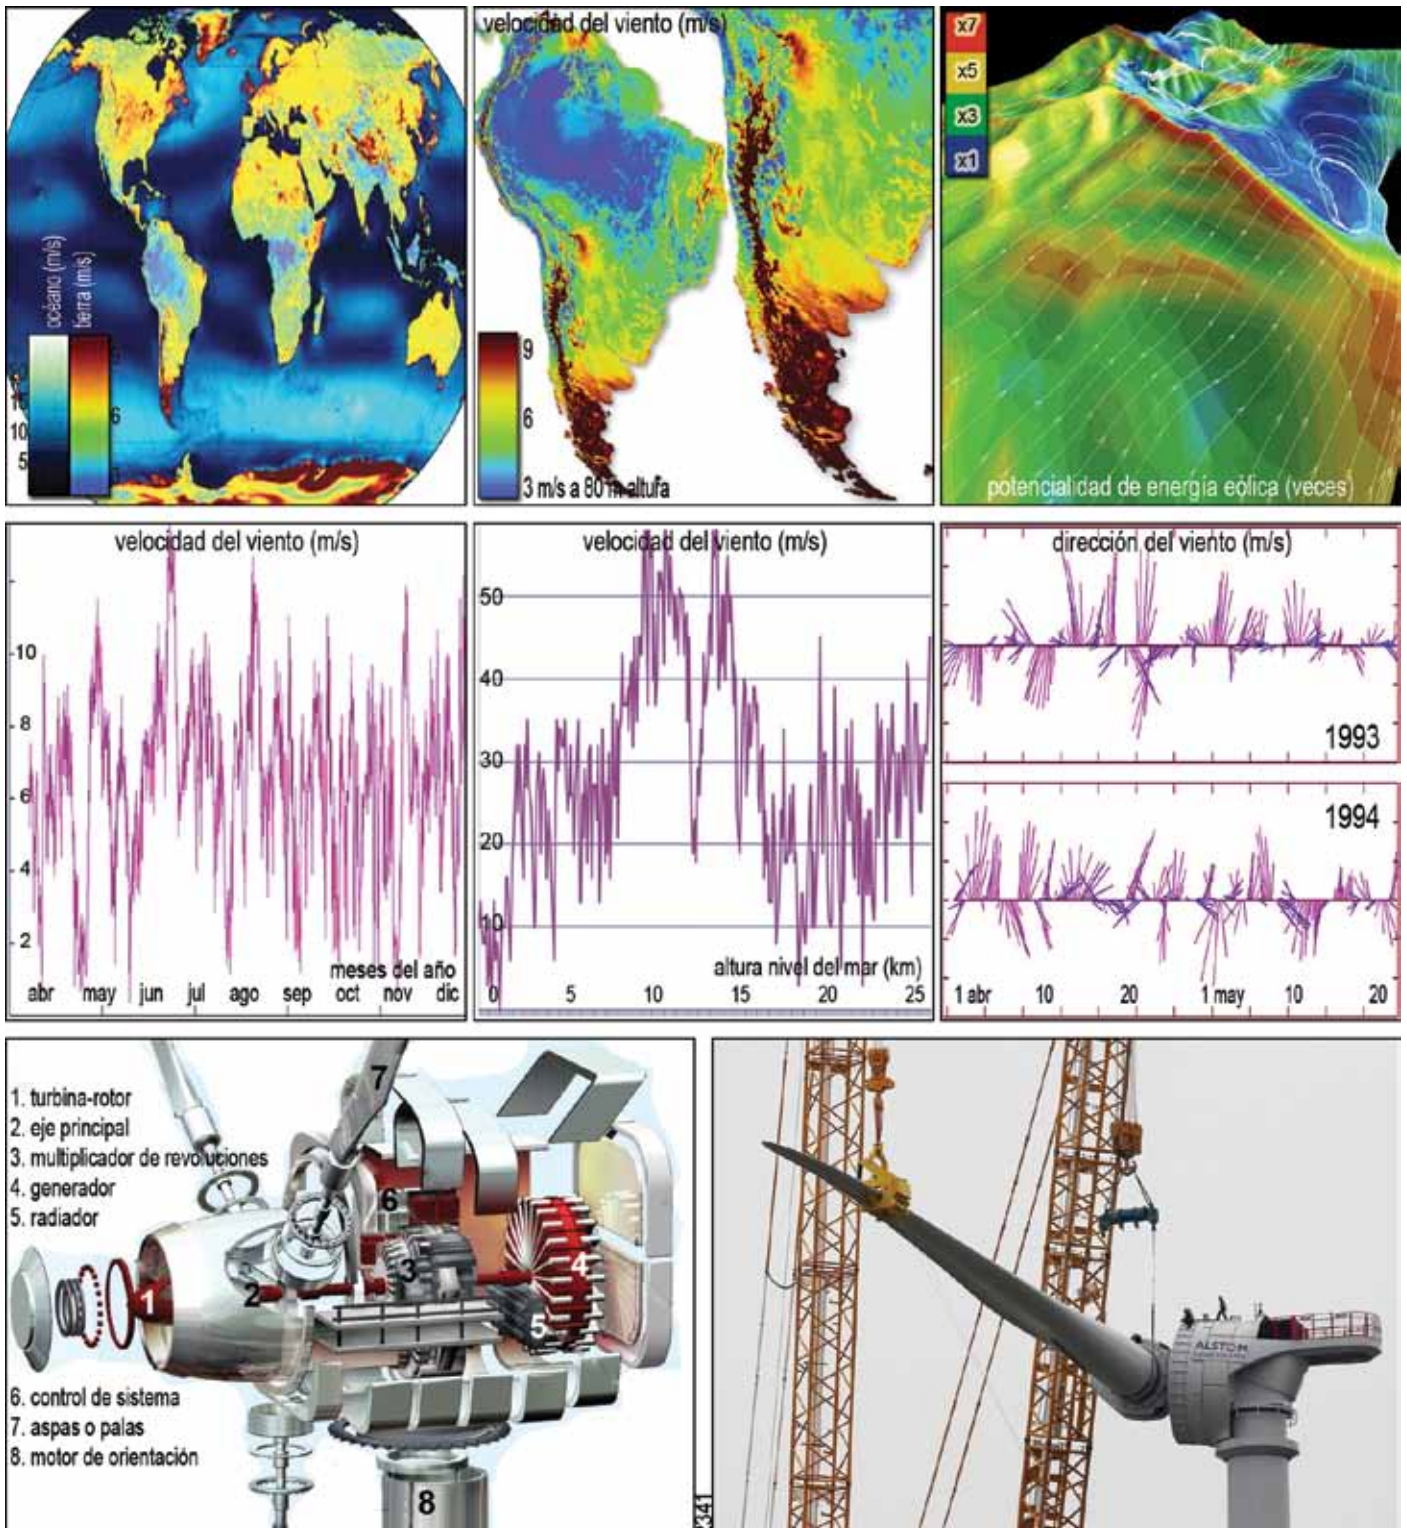 océano (m/s)
tierra (m/s)
15
10
5
6
velocidad del viento (m/s)
9
6
3 m/s a 80 m altura
x7
x5
x3
x1
potencialidad de energía eólica (veces)
velocidad del viento (m/s)
10
8
6
4
2
meses del año
abr may jun jul ago sep oct nov dic
velocidad del viento (m/s)
50
40
30
20
10
altura nivel del mar (km)
0 5 10 15 20 25
dirección del viento (m/s)
1993
1994
1 abr 10 20 1 may 10 20
1. turbina-rotor
2. eje principal
3. multiplicador de revoluciones
4. generador
5. radiador
7
6
3
4
2
1
5
6. control de sistema
7. aspas o palas
8. motor de orientación
8
341
ALSTOM